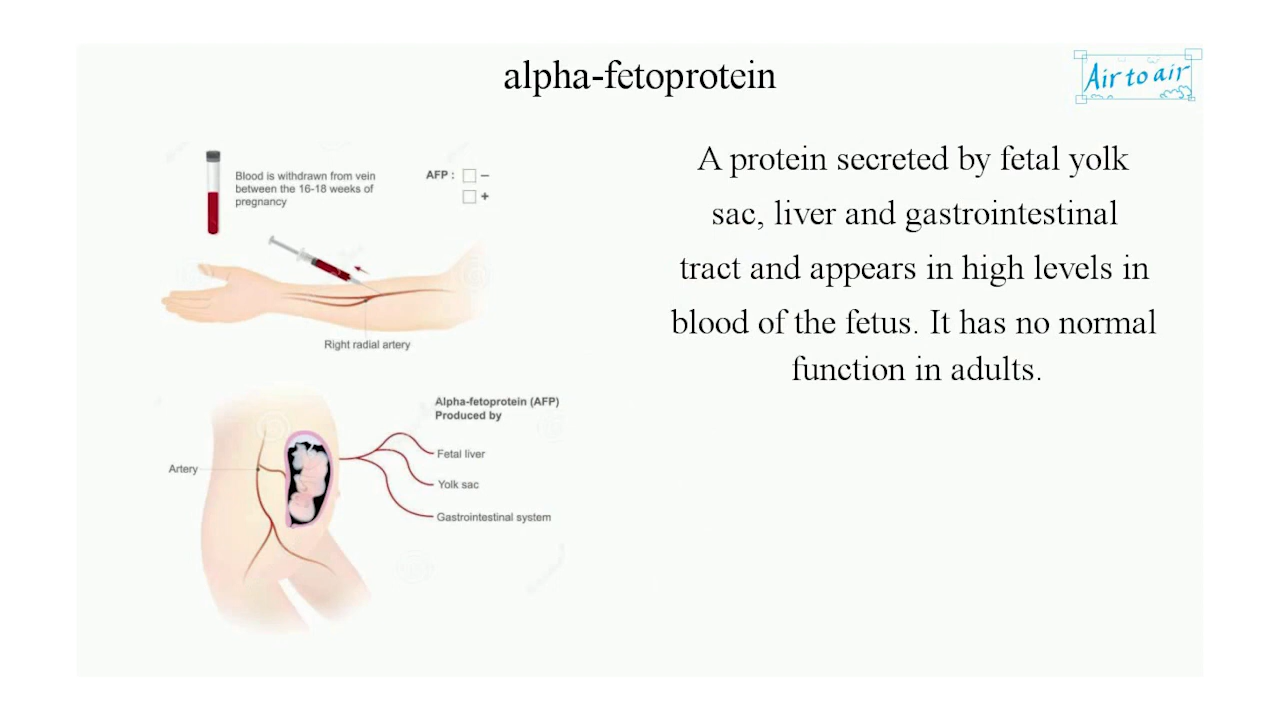 alpha-fetoprotein
Air to air
Blood is withdrawn from vein
between the 16-18 weeks of
pregnancy
AFP : −
+
Right radial artery
A protein secreted by fetal yolk
sac, liver and gastrointestinal
tract and appears in high levels in
blood of the fetus. It has no normal
function in adults.
Alpha-fetoprotein (AFP)
Produced by
Fetal liver
Artery
Yolk sac
Gastrointestinal system